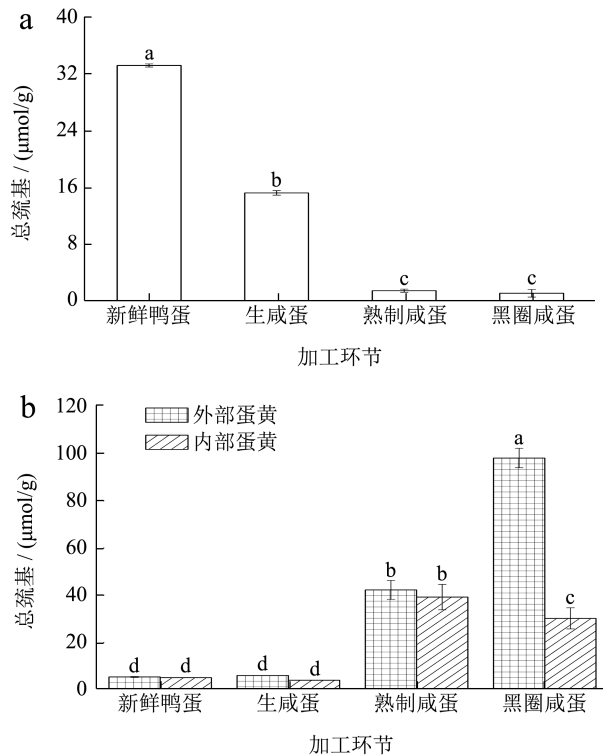 a
40
32
24
16
8
0
总巯基 / (μmol/g)
a
b
c
c
新鲜鸭蛋 生咸蛋 熟制咸蛋 黑圈咸蛋
加工环节
b
120
100
80
60
40
20
0
总巯基 / (μmol/g)
外部蛋黄
内部蛋黄
d d d d b b a c
新鲜鸭蛋 生咸蛋 熟制咸蛋 黑圈咸蛋
加工环节